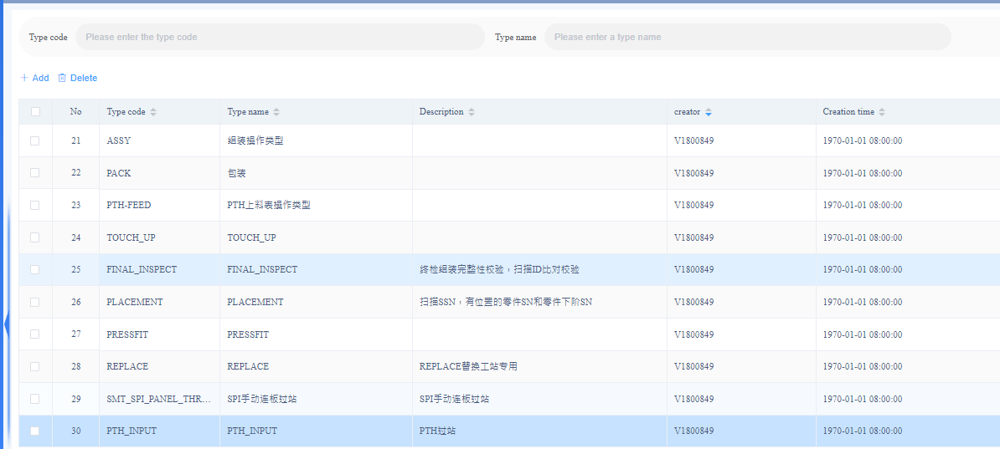 Type code Please enter the type code Type name Please enter a type name
Add Delete
No Type code Type name Description creator Creation time
21 ASSY 组装操作类型 V1800849 1970-01-01 08:00:00
22 PACK 包装 V1800849 1970-01-01 08:00:00
23 PTH-FEED PTH上料表操作类型 V1800849 1970-01-01 08:00:00
24 TOUCH_UP TOUCH_UP V1800849 1970-01-01 08:00:00
25 FINAL_INSPECT FINAL_INSPECT 终检组装完整性校验，扫描ID比对校验 V1800849 1970-01-01 08:00:00
26 PLACEMENT PLACEMENT 扫描SSN，有位置的零件SN和零件下阶SN V1800849 1970-01-01 08:00:00
27 PRESSFIT PRESSFIT V1800849 1970-01-01 08:00:00
28 REPLACE REPLACE REPLACE替换工站专用 V1800849 1970-01-01 08:00:00
29 SMT_SPI_PANEL_THR... SPI手动连板过站 SPI手动连板过站 V1800849 1970-01-01 08:00:00
30 PTH_INPUT PTH_INPUT PTH过站 V1800849 1970-01-01 08:00:00